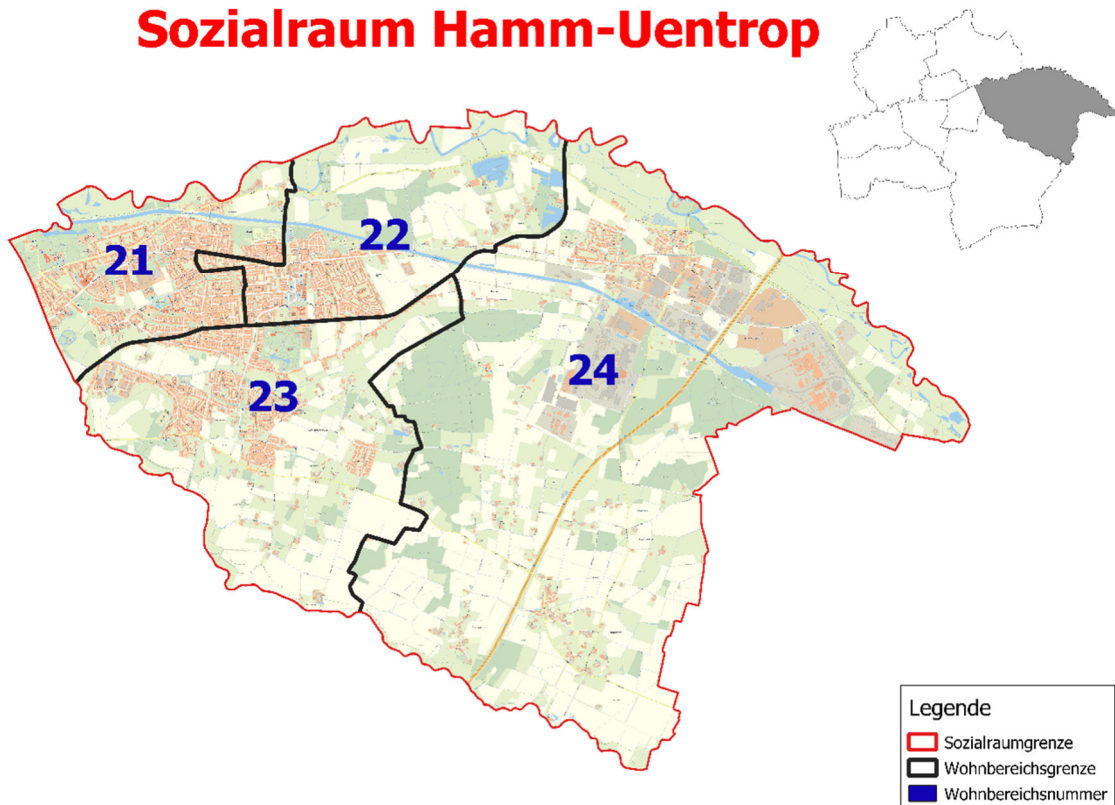 Sozialraum Hamm-Uentrop
21
22
23
24
Legende
Sozialraumgrenze
Wohnbereichsgrenze
Wohnbereichsnummer